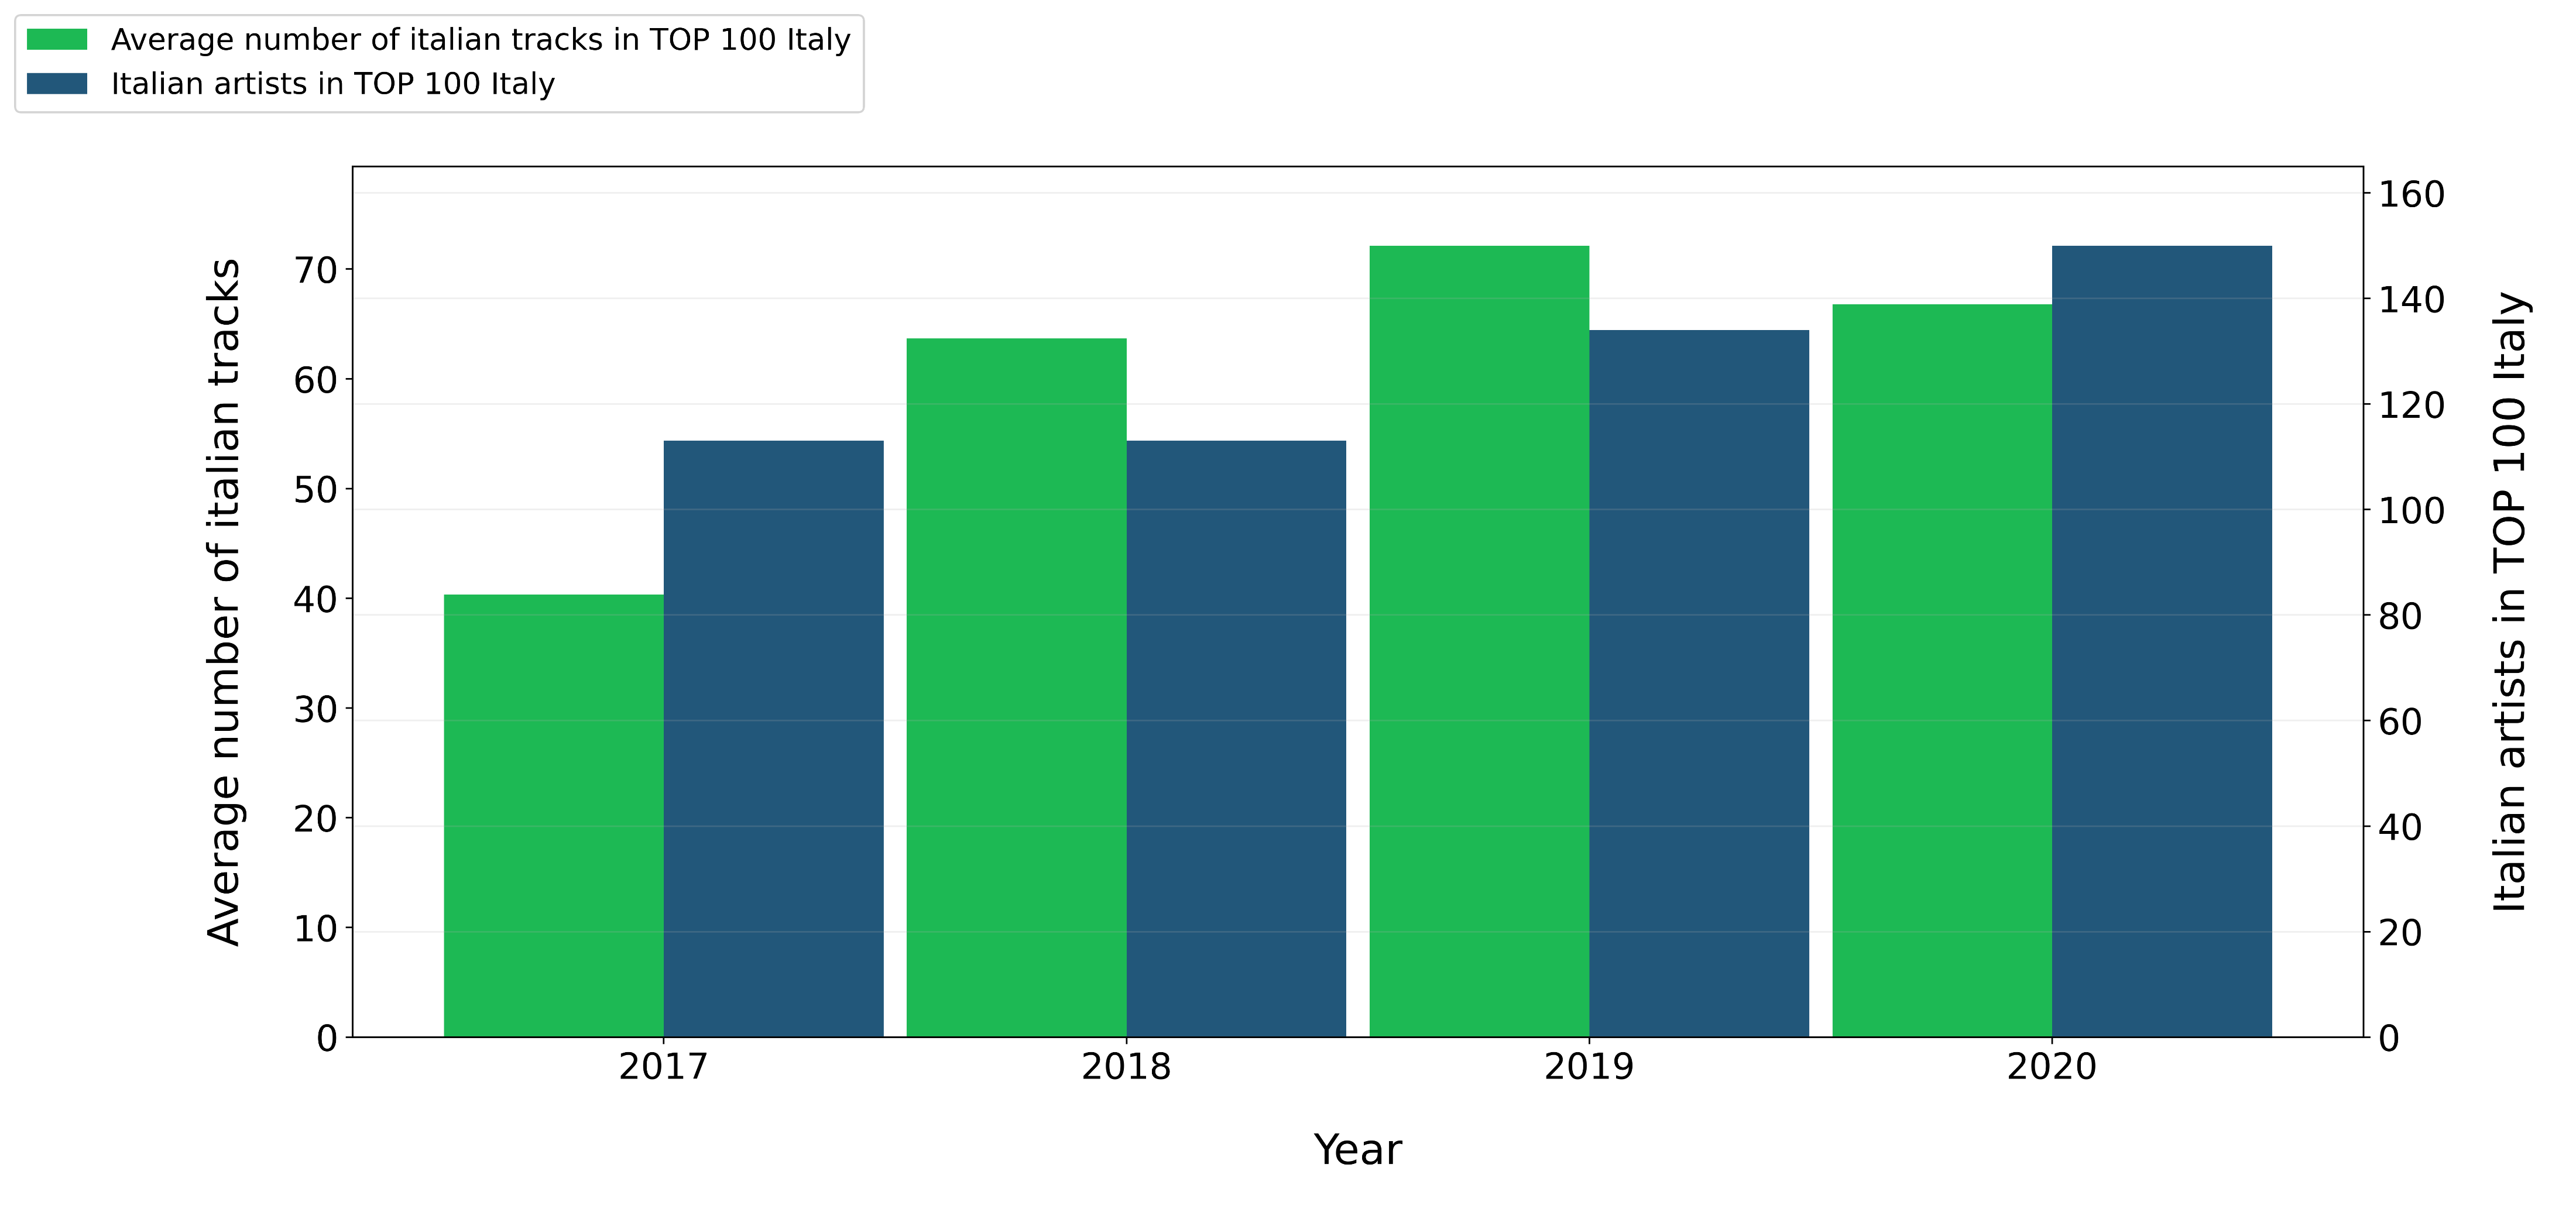 Average number of italian tracks in TOP 100 Italy
Italian artists in TOP 100 Italy
Average number of italian tracks
70
60
50
40
30
20
10
0
160
140
120
100
80
60
40
20
0
Italian artists in TOP 100 Italy
2017 2018 2019 2020
Year